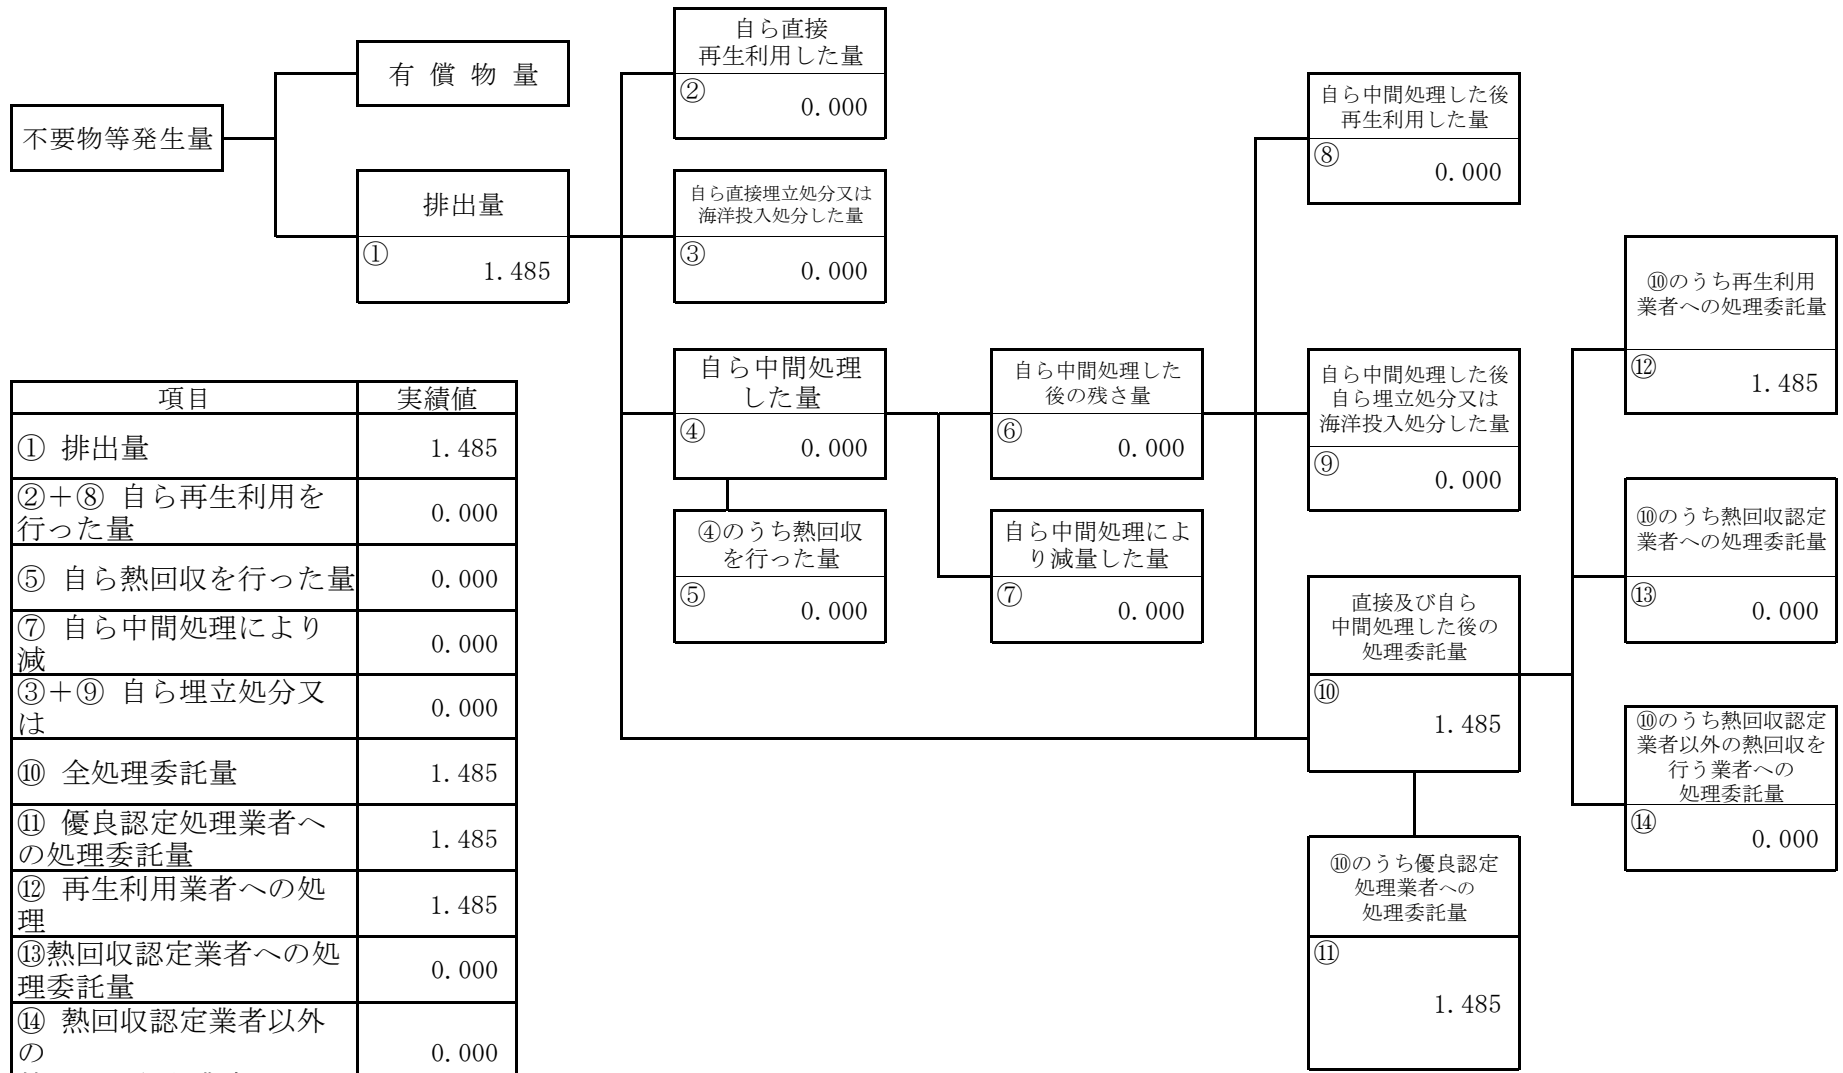 不要物等発生量
有 償 物 量
排出量
①
1.485
自ら直接
再生利用した量
②
0.000
自ら直接埋立処分又は
海洋投入処分した量
③
0.000
自ら中間処理
した量
④
0.000
④のうち熱回収
を行った量
⑤
0.000
自ら中間処理した
後の残さ量
⑥
0.000
自ら中間処理によ
り減量した量
⑦
0.000
自ら中間処理した後
再生利用した量
⑧
0.000
自ら中間処理した後
自ら埋立処分又は
海洋投入処分した量
⑨
0.000
直接及び自ら
中間処理した後の
処理委託量
⑩
1.485
⑩のうち優良認定
処理業者への
処理委託量
⑪
1.485
⑩のうち再生利用
業者への処理委託量
⑫
1.485
⑩のうち熱回収認定
業者への処理委託量
⑬
0.000
⑩のうち熱回収認定
業者以外の熱回収を
行う業者への
処理委託量
⑭
0.000
項目 実績値
① 排出量 1.485
②+⑧ 自ら再生利用を
行った量 0.000
⑤ 自ら熱回収を行った量 0.000
⑦ 自ら中間処理により
減 0.000
③+⑨ 自ら埋立処分又
は 0.000
⑩ 全処理委託量 1.485
⑪ 優良認定処理業者へ
の処理委託量 1.485
⑫ 再生利用業者への処
理 1.485
⑬熱回収認定業者への処
理委託量 0.000
⑭ 熱回収認定業者以外
の 0.000